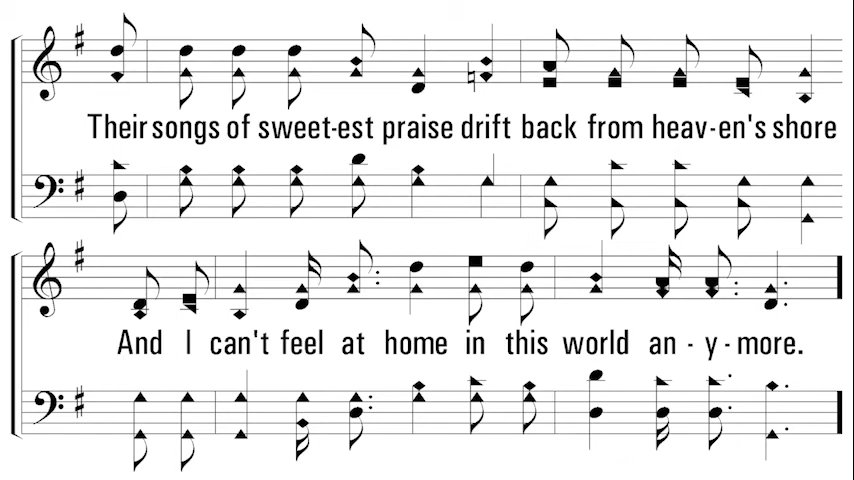 Their songs of sweet-est praise drift back from heav-en's shore
And I can't feel at home in this world an - y - more.